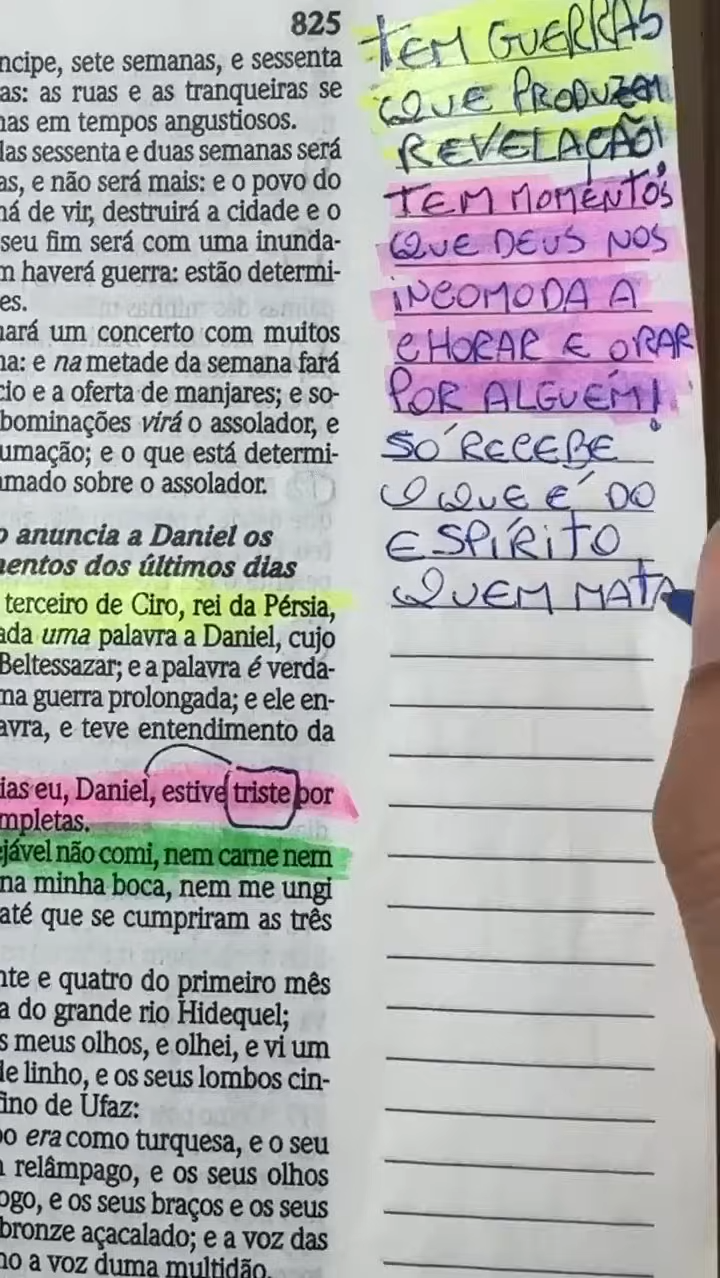 825
ncipe, sete semanas, e sessenta
as: as ruas e as tranqueiras se
nas em tempos angustiosos.
las sessenta e duas semanas será
as, e não será mais: e o povo do
há de vir, destruirá a cidade e o
seu fim será com uma inunda-
m haverá guerra: estão determi-
es.
nará um concerto com muitos
na: e na metade da semana fará
cio e a oferta de manjares; e so-
bominações virá o assolador, e
umação; e o que está determi-
amado sobre o assolador.
o anuncia a Daniel os
mentos dos últimos dias
terceiro de Ciro, rei da Pérsia,
ada uma palavra a Daniel, cujo
Beltessazar; e a palavra é verda-
ma guerra prolongada; e ele en-
avra, e teve entendimento da
ias eu, Daniel, estive triste por
mpletas.
ejável não comi, nem carne nem
na minha boca, nem me ungi
até que se cumpriram as três
nte e quatro do primeiro mês
a do grande rio Hidequel;
s meus olhos, e olhei, e vi um
de linho, e os seus lombos cin-
fino de Ufaz:
po era como turquesa, e o seu
relâmpago, e os seus olhos
ogo, e os seus braços e os seus
bronze açacalado; e a voz das
no a voz duma multidão.
TEM GUERRAS
QUE PRODUZEM
REVELAÇÃO!
TEM MOMENTOS
QUE DEUS NOS
INCOMODA A
CHORAR E ORAR
POR ALGUÉM!
SÓ RECEBE
O QUE É DO
ESPÍRITO
QUEM MATA